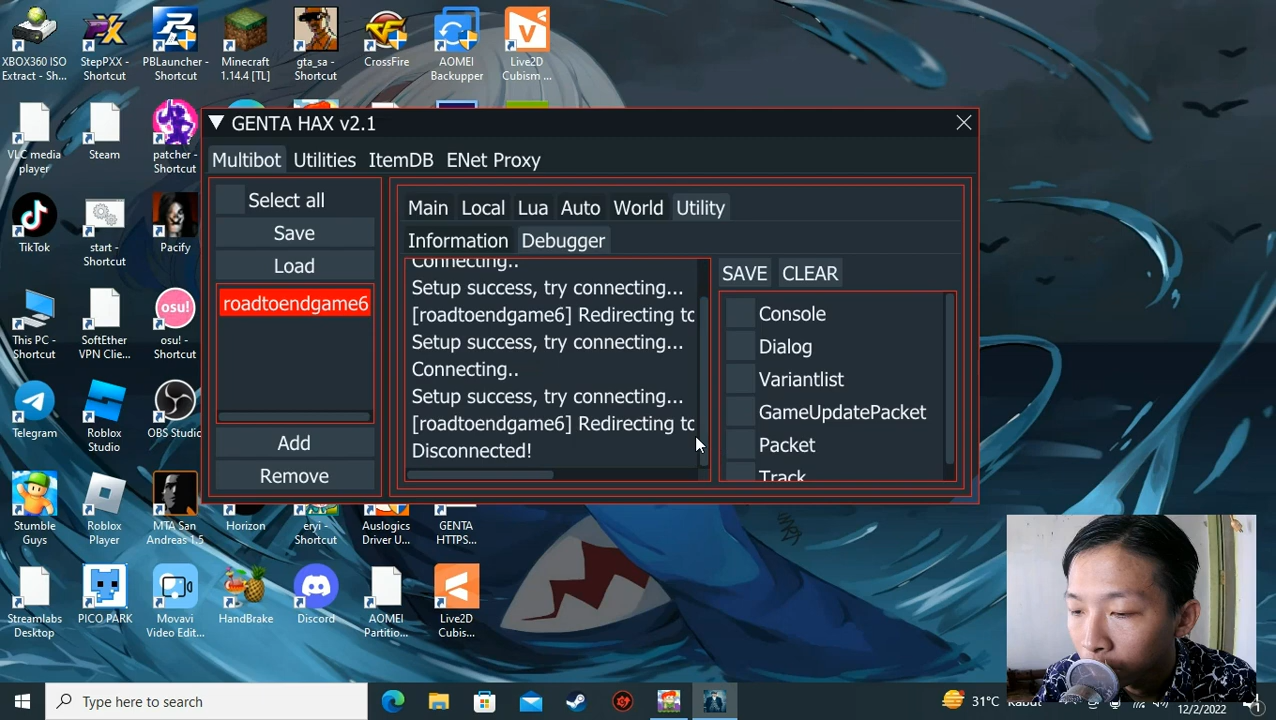 XBOX360 ISO
Extract - Sh...
StepPXX -
Shortcut
PBLauncher -
Shortcut
Minecraft
1.14.4 [TL]
gta_sa -
Shortcut
CrossFire
AOMEI
Backupper
Live2D
Cubism ...
VLC media
player
Steam
patcher -
Shortcut
TikTok
start -
Shortcut
Pacify
This PC -
Shortcut
SoftEther
VPN Clie...
osu!
osu! -
Shortcut
Telegram
Roblox
Studio
OBS Studio
Stumble
Guys
Roblox
Player
MTA San
Andreas 1.5
Horizon
eryi -
Shortcut
Auslogics
Driver U...
GENTA
HTTPS...
Streamlabs
Desktop
PICO PARK
Movavi
Video Edit...
HandBrake
Discord
AOMEI
Partitio...
Live2D
Cubis...
GENTA HAX v2.1
Multibot Utilities ItemDB ENet Proxy
Select all
Save
Load
roadtoendgame6
Add
Remove
Main Local Lua Auto World Utility
Information Debugger
Connecting..
Setup success, try connecting...
[roadtoendgame6] Redirecting to
Setup success, try connecting...
Connecting..
Setup success, try connecting...
[roadtoendgame6] Redirecting to
Disconnected!
SAVE CLEAR
Console
Dialog
Variantlist
GameUpdatePacket
Packet
Track
Type here to search
31°C Kabut
12/2/2022
1